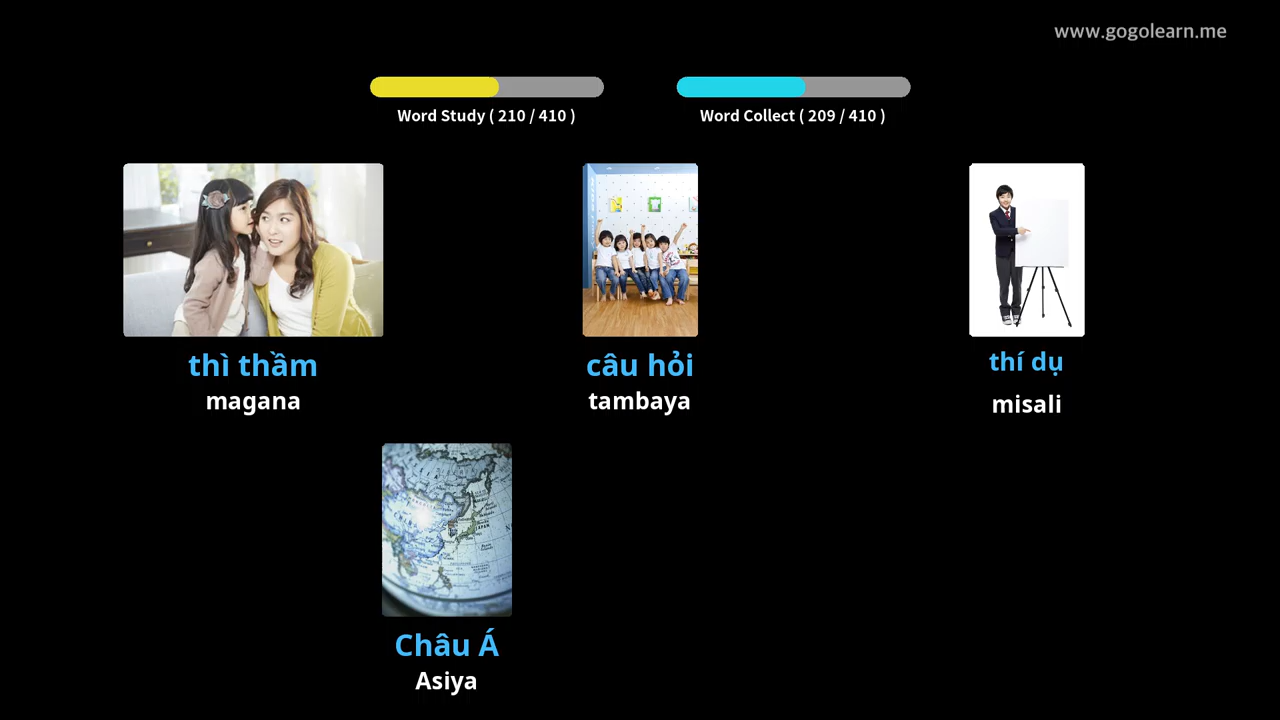 www.gogolearn.me
Word Study ( 210 / 410 )
Word Collect ( 209 / 410 )
thì thầm
magana
câu hỏi
tambaya
thí dụ
misali
Châu Á
Asiya